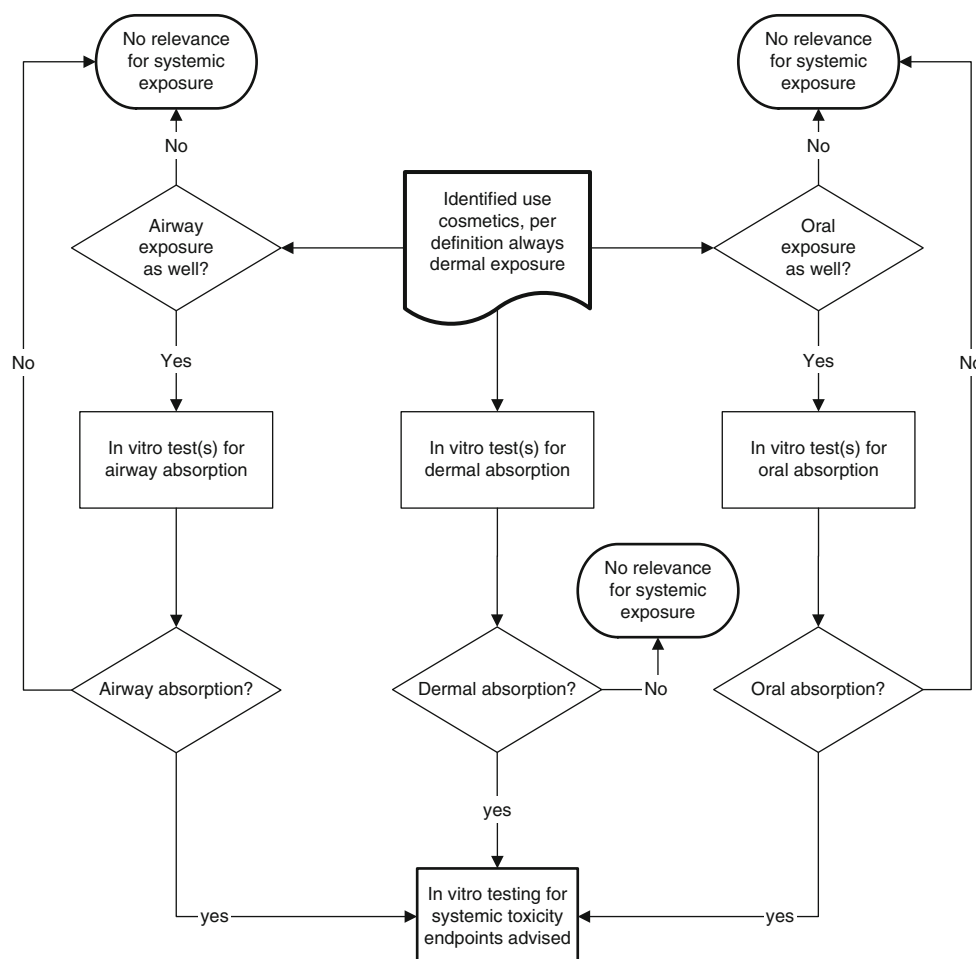 No relevance
for systemic
exposure
No relevance
for systemic
exposure
No
No
Identified use
cosmetics, per
definition always
dermal exposure
Airway
exposure
as well?
Oral
exposure
as well?
No
Yes
Yes
No
In vitro test(s) for
airway absorption
In vitro test(s) for
dermal absorption
In vitro test(s) for
oral absorption
No relevance
for systemic
exposure
Airway absorption?
Dermal absorption?
No
Oral absorption?
yes
In vitro testing for
systemic toxicity
endpoints advised
yes
yes